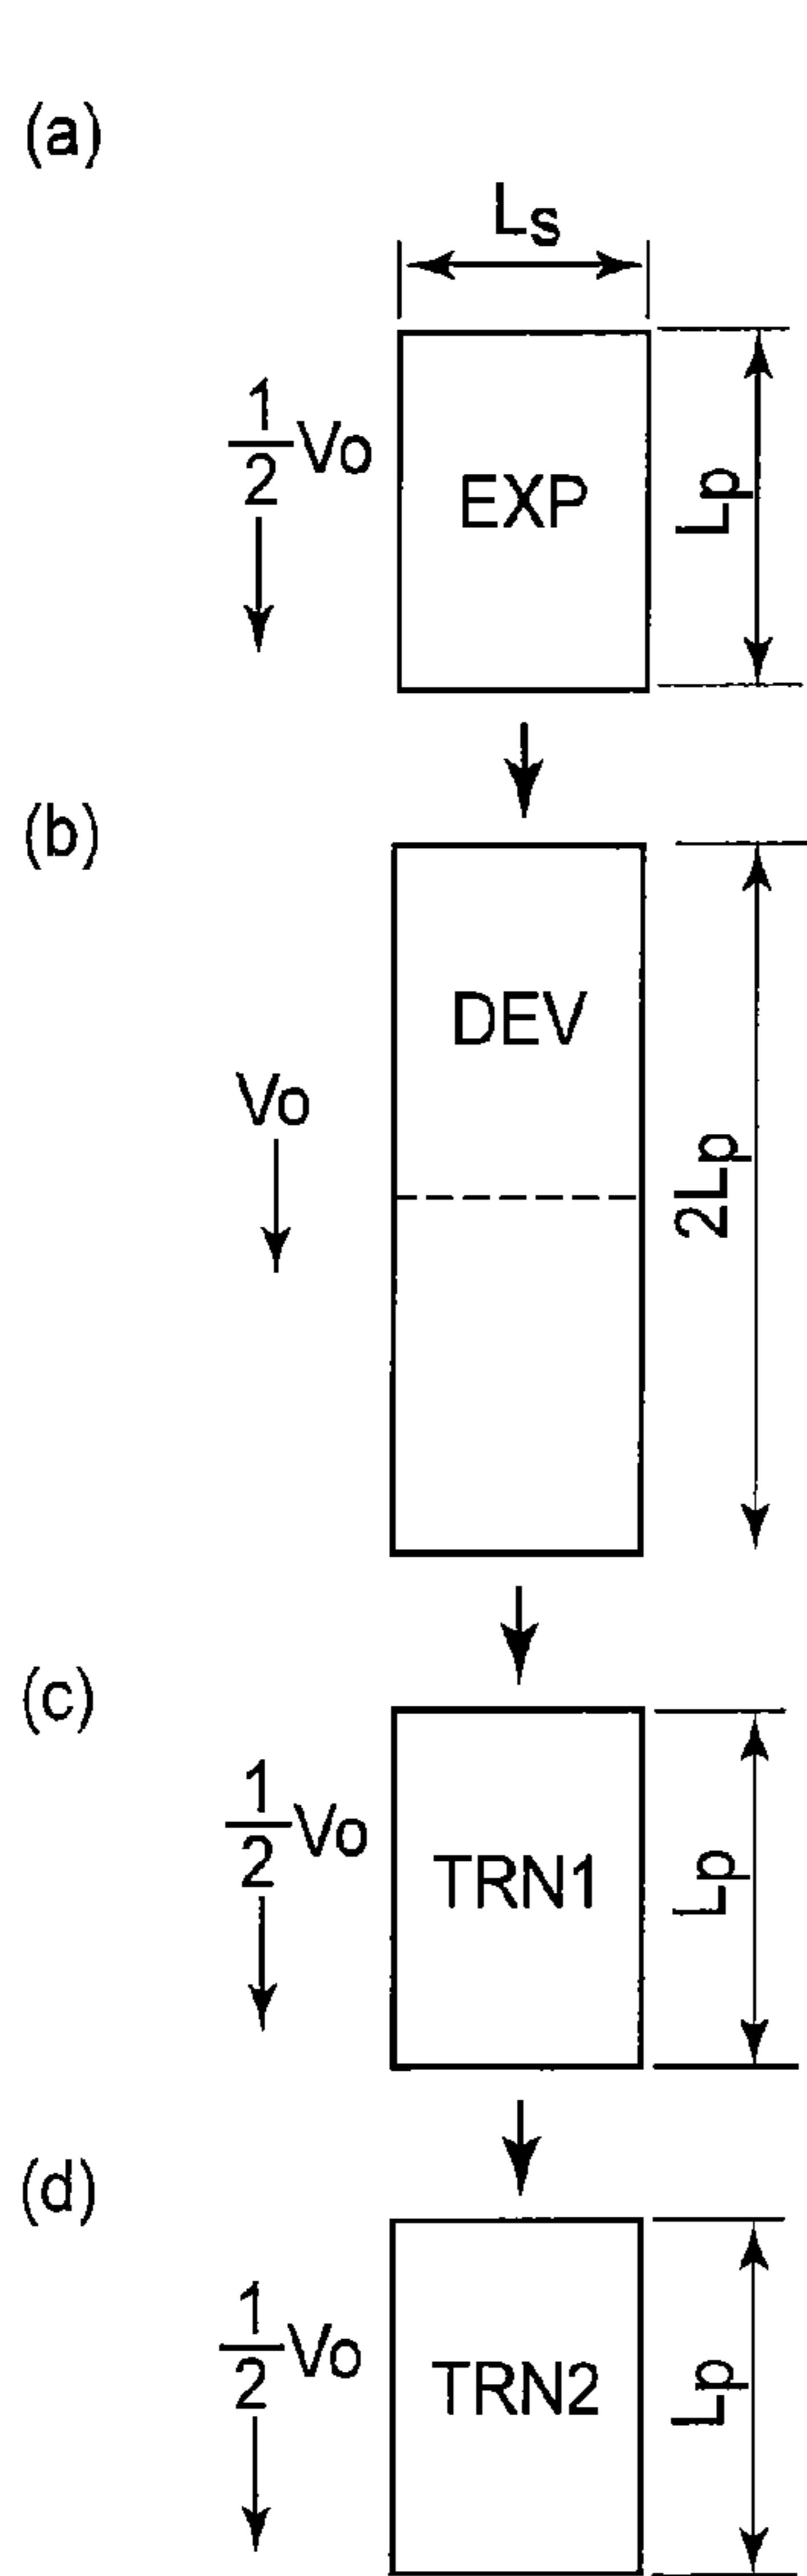 (a)
Ls
1/2 Vo
EXP
Lp
(b)
DEV
Vo
2Lp
(c)
1/2 Vo
TRN1
Lp
(d)
1/2 Vo
TRN2
Lp